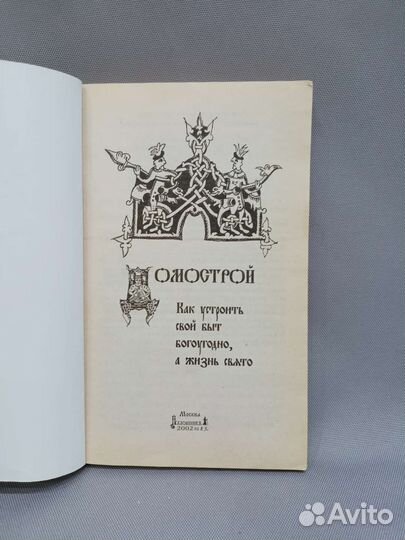 Домострой
Как устроить
свой быт
богоугодно,
а жизнь свято
Москва
2002
Avito